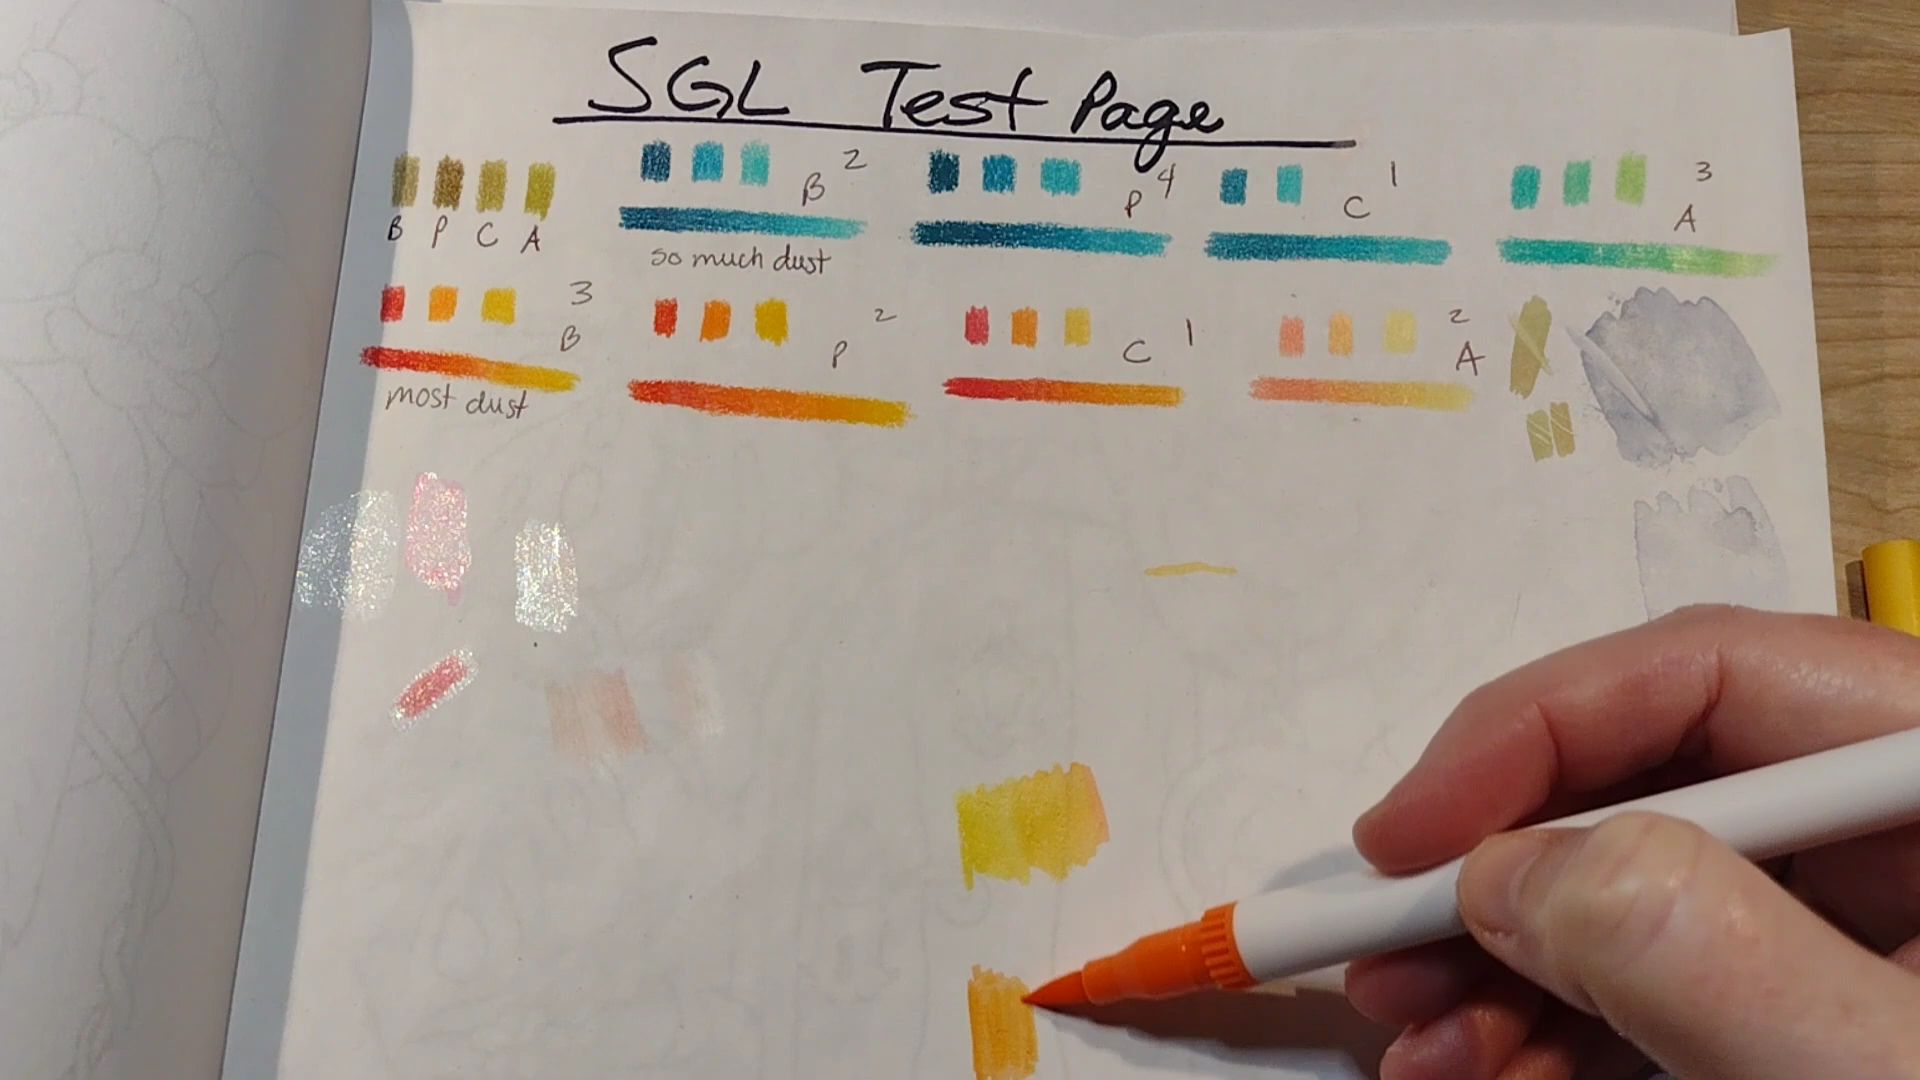 SGL Test Page
B P C A
B 2
so much dust
P 4
C 1
A 3
B 3
most dust
P 2
C 1
A 2